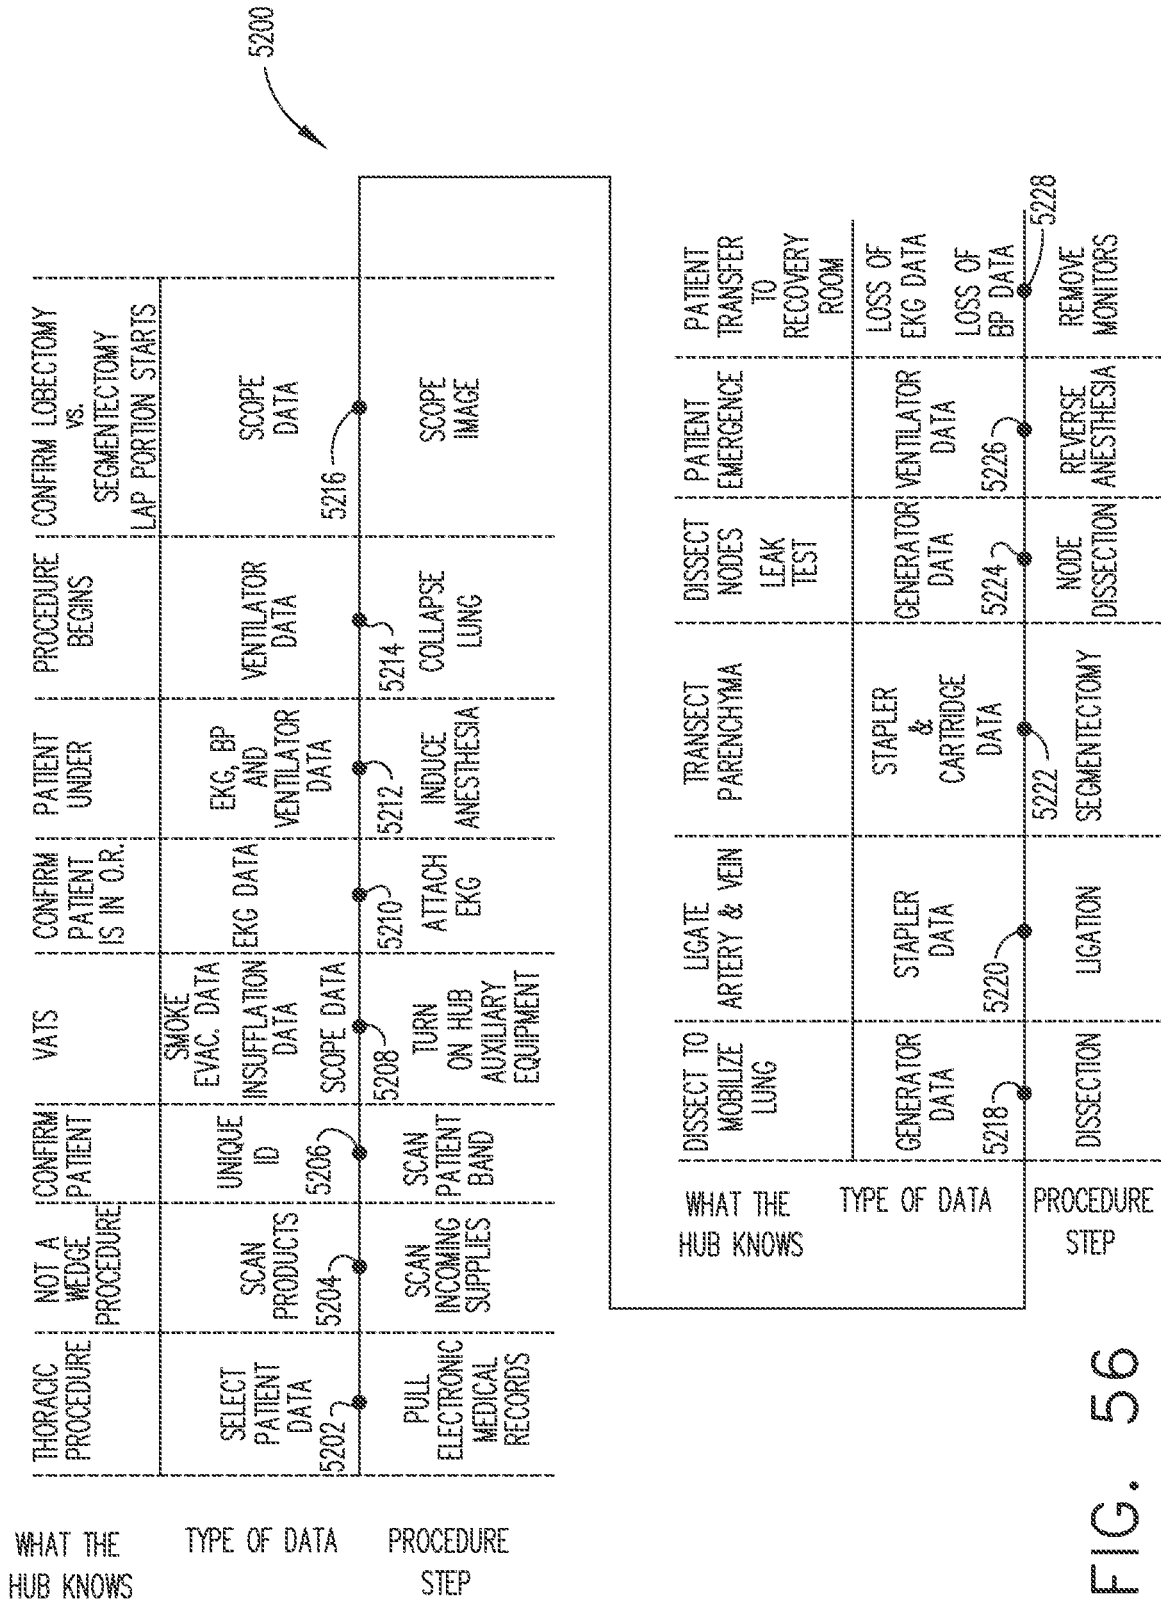 5200
WHAT THE
HUB KNOWS
THORACIC
PROCEDURE
NOT A
WEDGE
PROCEDURE
CONFIRM
PATIENT
VATS
CONFIRM
PATIENT
IS IN O.R.
PATIENT
UNDER
PROCEDURE
BEGINS
CONFIRM LOBECTOMY
vs.
SEGMENTECTOMY
LAP PORTION STARTS
TYPE OF DATA
SELECT
PATIENT
DATA
5202
SCAN
PRODUCTS
5204
UNIQUE
ID
5206
SMOKE
EVAC. DATA
INSUFFLATION
DATA
SCOPE DATA
5208
EKG DATA
5210
EKG, BP
AND
VENTILATOR
DATA
5212
VENTILATOR
DATA
5214
SCOPE
DATA
5216
PROCEDURE
STEP
PULL
ELECTRONIC
MEDICAL
RECORDS
SCAN
INCOMING
SUPPLIES
SCAN
PATIENT
BAND
TURN
ON HUB
AUXILIARY
EQUIPMENT
ATTACH
EKG
INDUCE
ANESTHESIA
COLLAPSE
LUNG
SCOPE
IMAGE
WHAT THE
HUB KNOWS
DISSECT TO
MOBILIZE
LUNG
LIGATE
ARTERY & VEIN
TRANSECT
PARENCHYMA
DISSECT
NODES
LEAK
TEST
PATIENT
EMERGENCE
PATIENT
TRANSFER
TO
RECOVERY
ROOM
TYPE OF DATA
GENERATOR
DATA
5218
STAPLER
DATA
5220
STAPLER
&
CARTRIDGE
DATA
5222
GENERATOR
DATA
5224
VENTILATOR
DATA
5226
LOSS OF
EKG DATA
LOSS OF
BP DATA
5228
PROCEDURE
STEP
DISSECTION
LIGATION
SEGMENTECTOMY
NODE
DISSECTION
REVERSE
ANESTHESIA
REMOVE
MONITORS
FIG. 56